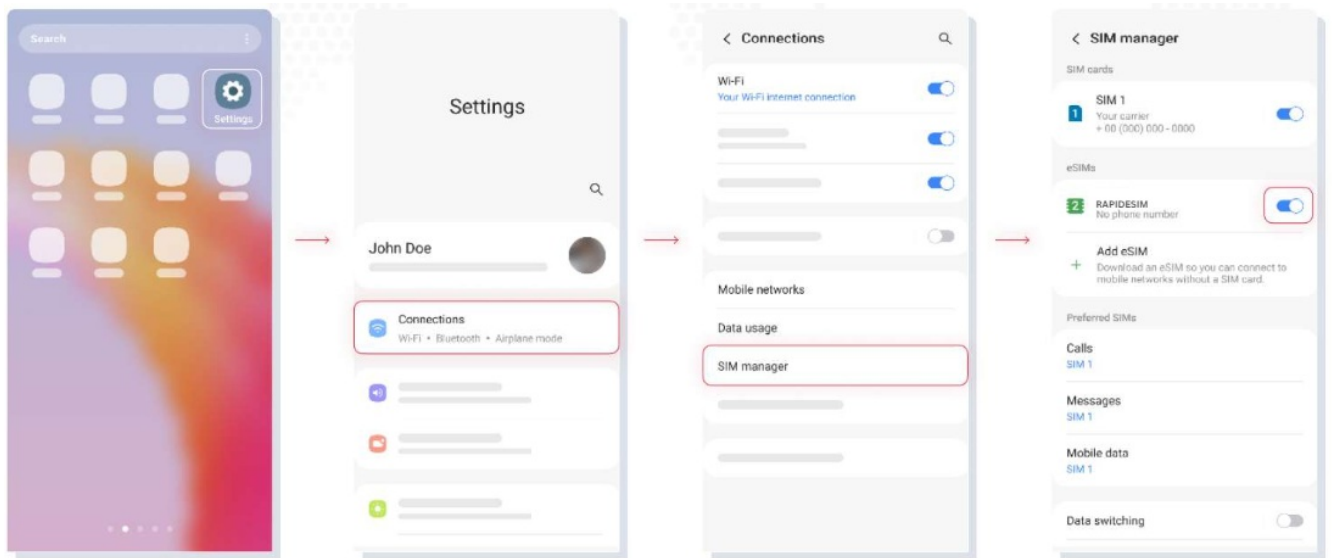 Search
Settings
Settings
John Doe
Connections
Wi-Fi • Bluetooth • Airplane mode
Connections
Wi-Fi
Your Wi-Fi internet connection
Mobile networks
Data usage
SIM manager
SIM manager
SIM cards
1
SIM 1
Your carrier
+ 00 (000) 000 - 0000
eSIMs
2
RAPIDESIM
No phone number
Add eSIM
Download an eSIM so you can connect to
mobile networks without a SIM card.
Preferred SIMs
Calls
SIM 1
Messages
SIM 1
Mobile data
SIM 1
Data switching